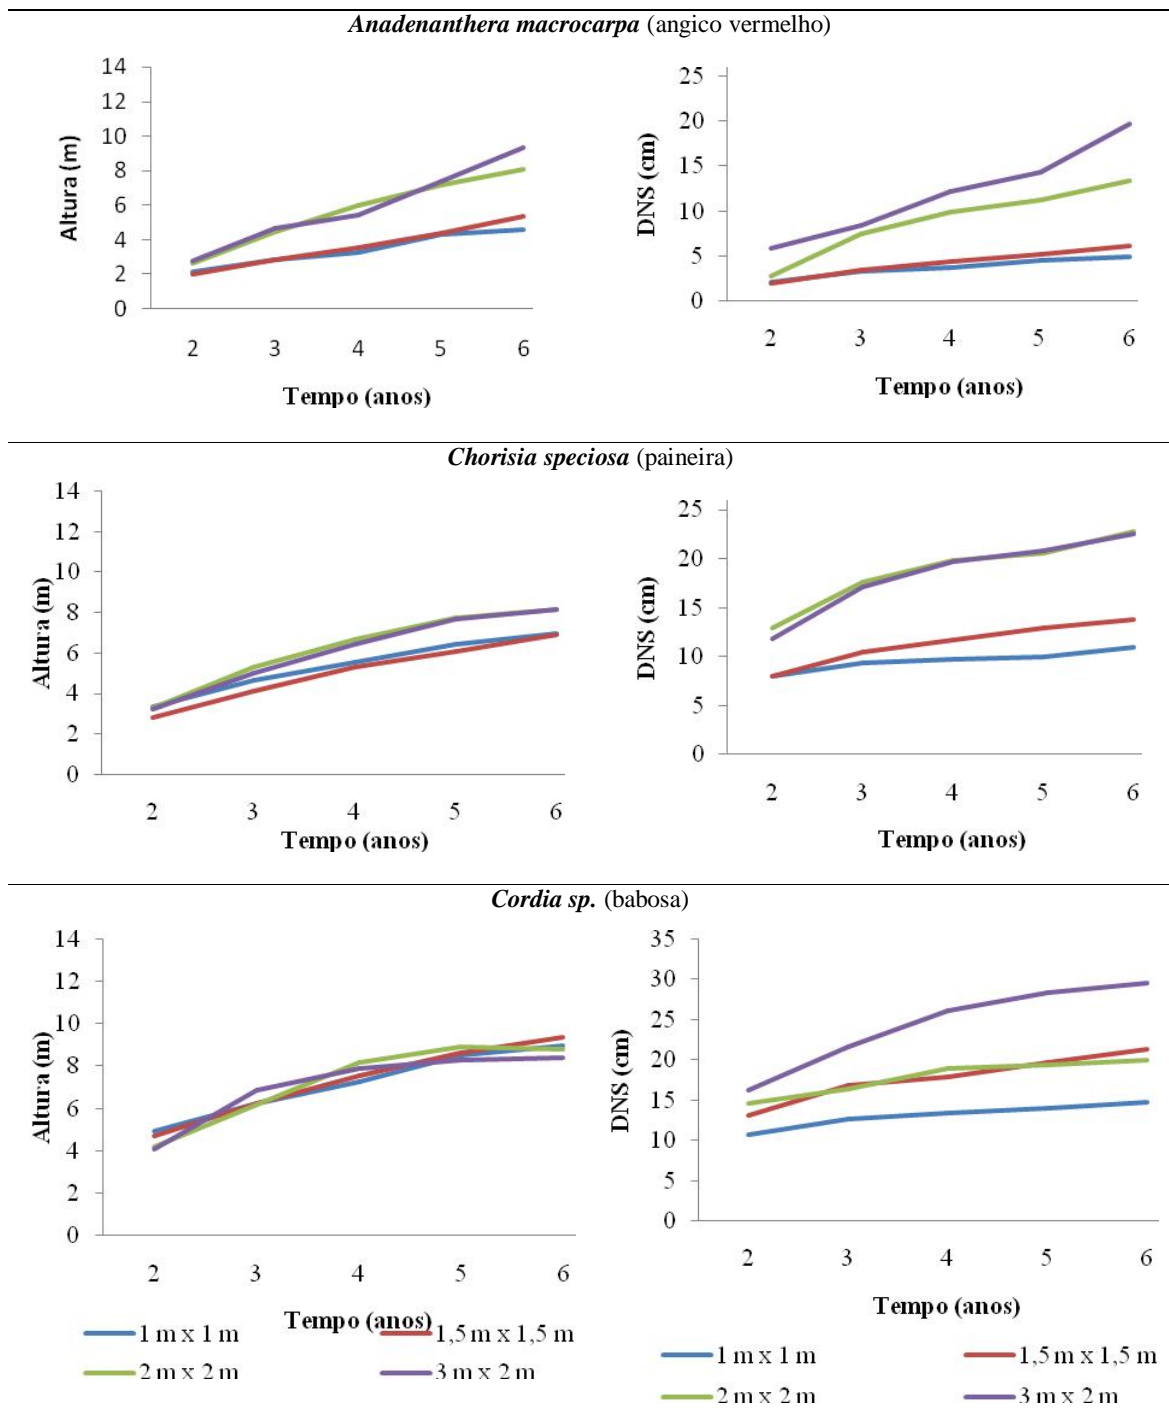 Anadenanthera macrocarpa (angico vermelho)
Altura (m)
14
12
10
8
6
4
2
0
2 3 4 5 6
Tempo (anos)
DNS (cm)
25
20
15
10
5
0
2 3 4 5 6
Tempo (anos)
Chorisia speciosa (paineira)
Altura (m)
14
12
10
8
6
4
2
0
2 3 4 5 6
Tempo (anos)
DNS (cm)
25
20
15
10
5
0
2 3 4 5 6
Tempo (anos)
Cordia sp. (babosa)
Altura (m)
14
12
10
8
6
4
2
0
2 3 4 5 6
Tempo (anos)
1 m x 1 m 1,5 m x 1,5 m
2 m x 2 m 3 m x 2 m
DNS (cm)
35
30
25
20
15
10
5
0
2 3 4 5 6
Tempo (anos)
1 m x 1 m 1,5 m x 1,5 m
2 m x 2 m 3 m x 2 m